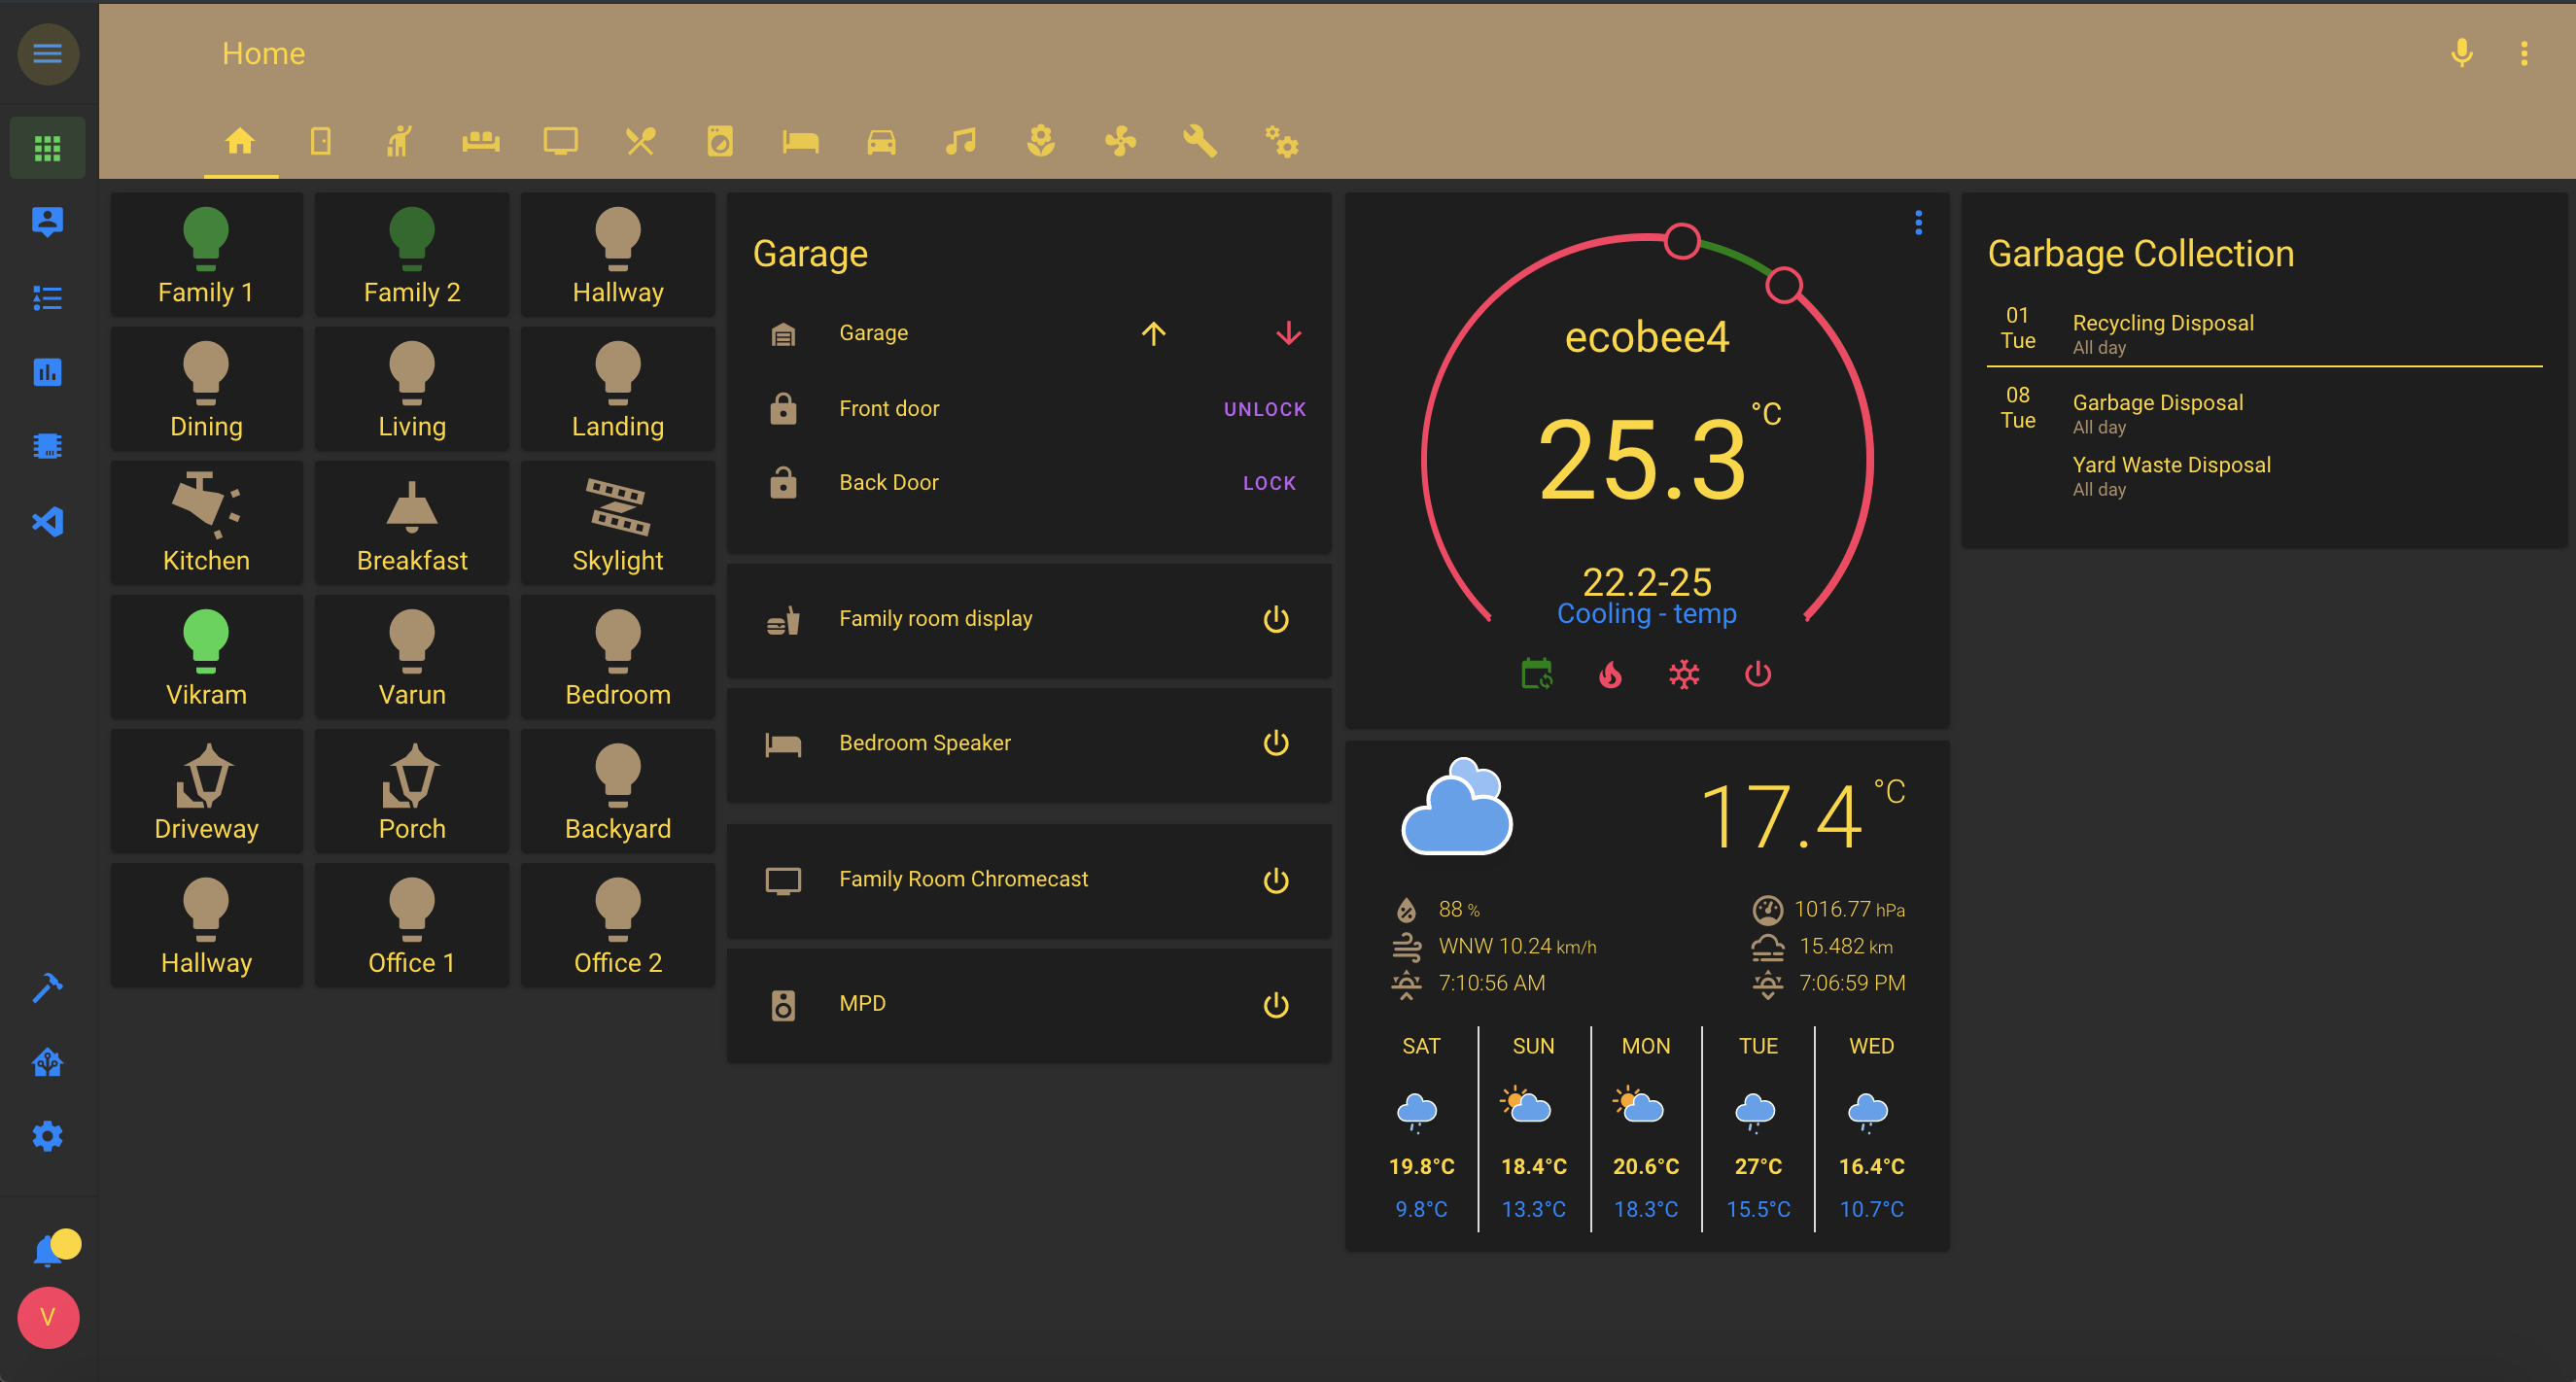 Home
Family 1
Family 2
Hallway
Dining
Living
Landing
Kitchen
Breakfast
Skylight
Vikram
Varun
Bedroom
Driveway
Porch
Backyard
Hallway
Office 1
Office 2
Garage
Garage
Front door
UNLOCK
Back Door
LOCK
Family room display
Bedroom Speaker
Family Room Chromecast
MPD
ecobee4
25.3 °C
22.2-25
Cooling - temp
17.4 °C
88 %
1016.77 hPa
WNW 10.24 km/h
15.482 km
7:10:56 AM
7:06:59 PM
SAT
SUN
MON
TUE
WED
19.8°C
18.4°C
20.6°C
27°C
16.4°C
9.8°C
13.3°C
18.3°C
15.5°C
10.7°C
Garbage Collection
01
Tue
Recycling Disposal
All day
08
Tue
Garbage Disposal
All day
Yard Waste Disposal
All day
V